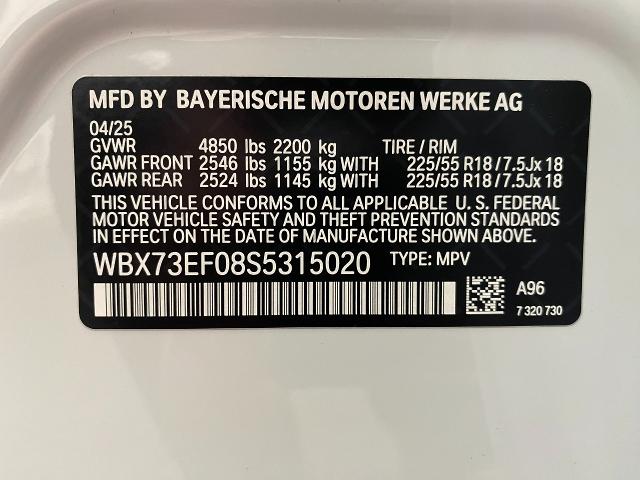 MFD BY BAYERISCHE MOTOREN WERKE AG
04/25
GVWR 4850 lbs 2200 kg TIRE / RIM
GAWR FRONT 2546 lbs 1155 kg WITH 225/55 R18 / 7.5Jx 18
GAWR REAR 2524 lbs 1145 kg WITH 225/55 R18 / 7.5Jx 18
THIS VEHICLE CONFORMS TO ALL APPLICABLE U. S. FEDERAL
MOTOR VEHICLE SAFETY AND THEFT PREVENTION STANDARDS
IN EFFECT ON THE DATE OF MANUFACTURE SHOWN ABOVE.
WBX73EF08S5315020 TYPE: MPV
A96
7 320 730